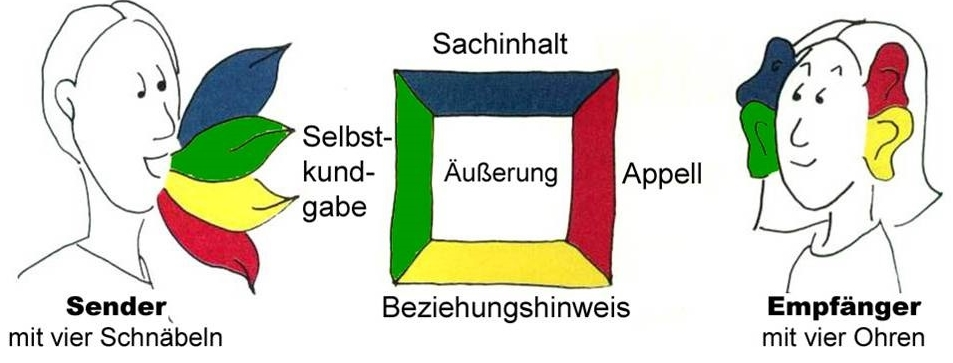 Sachinhalt
Selbst-
kund-
gabe
Äußerung
Appell
Beziehungshinweis
Sender
mit vier Schnäbeln
Empfänger
mit vier Ohren